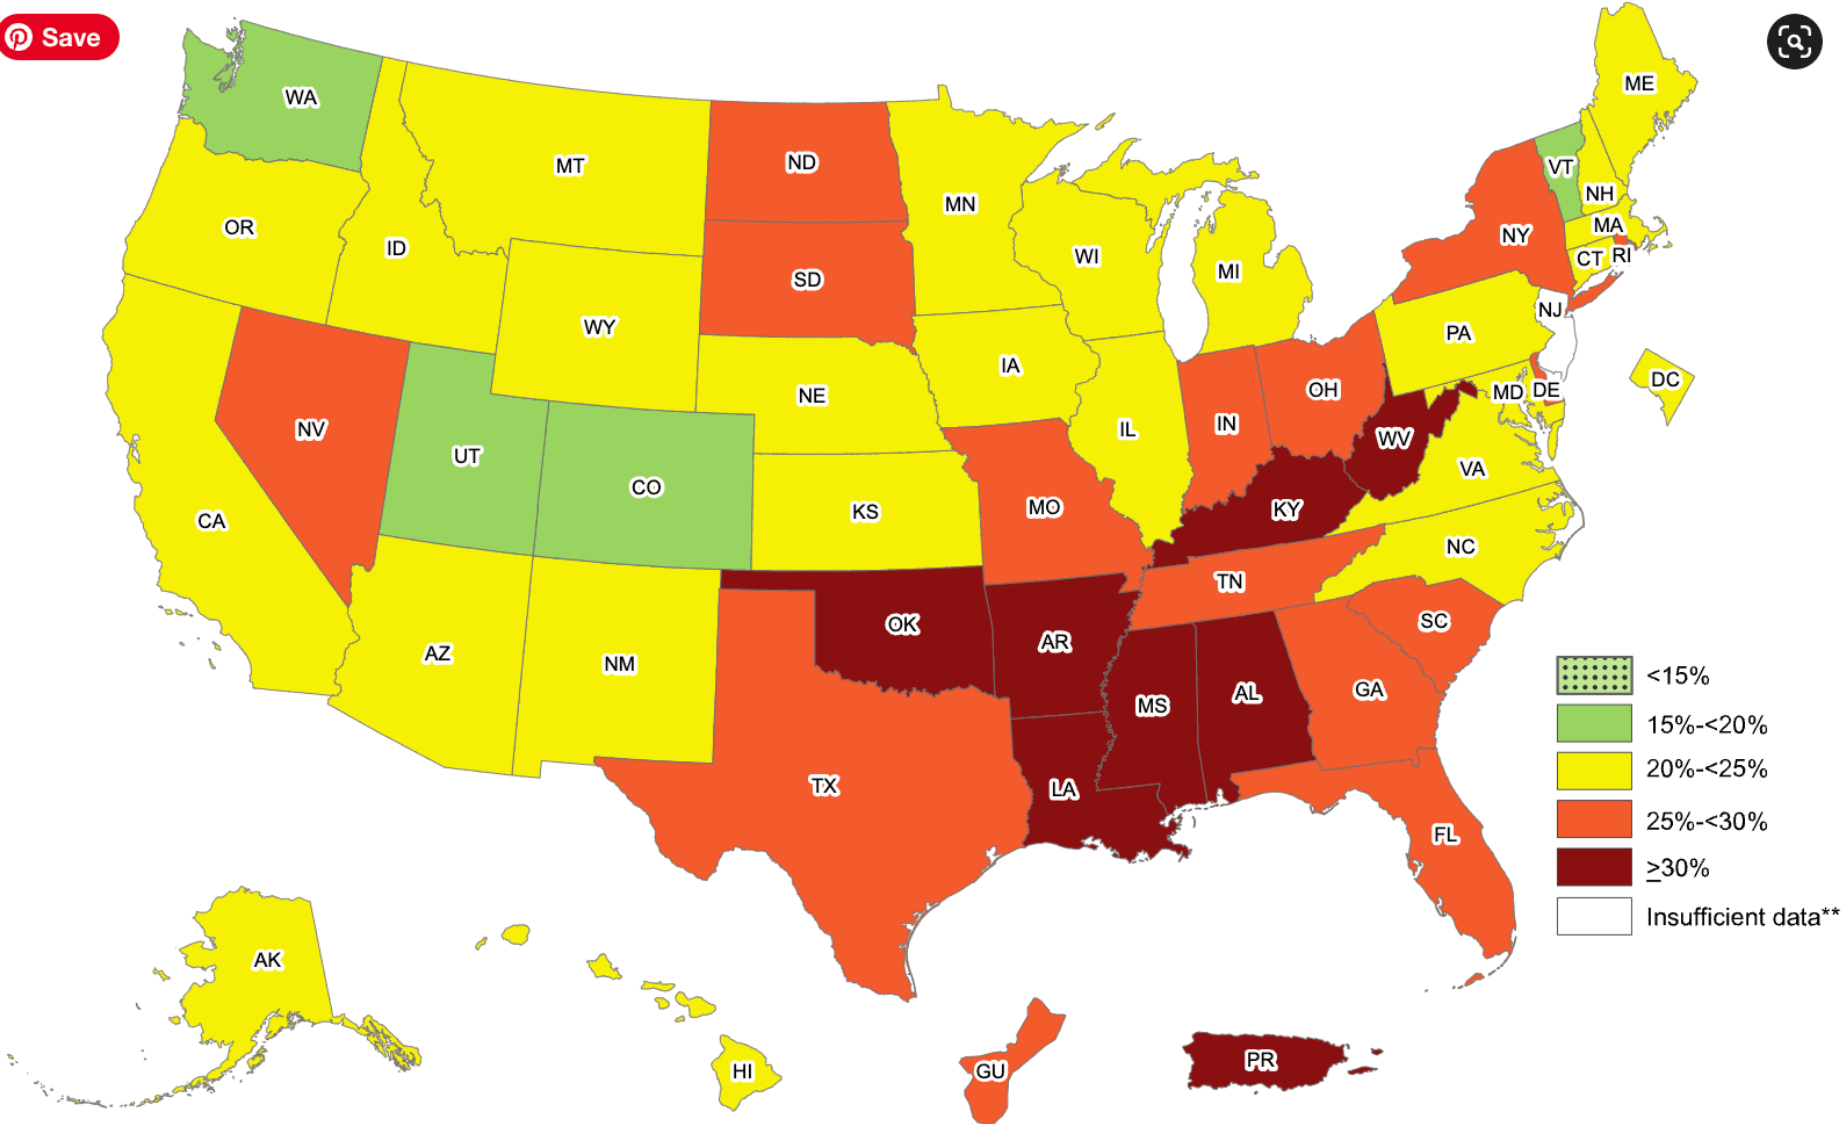 Save
WA
ME
MT
ND
VT
MN
NH
OR
MA
NY
ID
WI
CT
RI
MI
SD
NJ
WY
PA
IA
DC
OH
MD
DE
NE
IN
NV
IL
WV
UT
VA
CO
MO
KY
KS
CA
NC
TN
SC
OK
AR
AZ
NM
GA
AL
MS
<15%
15%-<20%
20%-<25%
25%-<30%
≥30%
Insufficient data**
TX
LA
FL
AK
HI
GU
PR